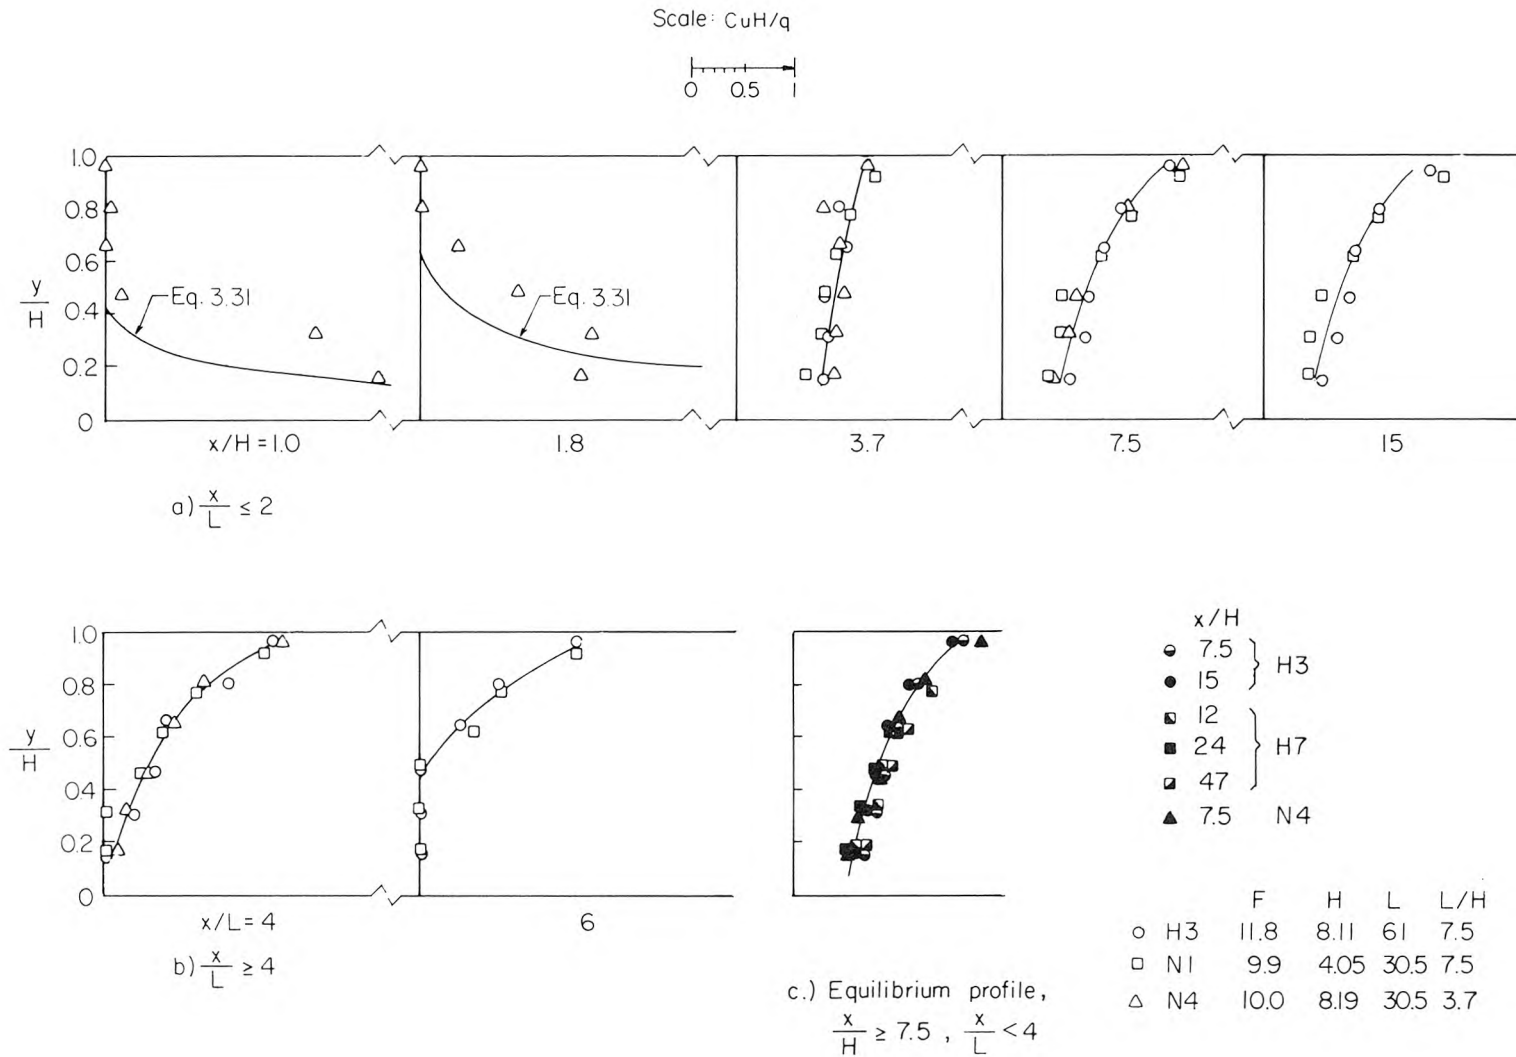 Scale: CuH/q
0 0.5 1
1.0
0.8
0.6
0.4
0.2
0
y/H
Eq. 3.31
Eq. 3.31
x/H = 1.0 1.8 3.7 7.5 15
a) x/L ≤ 2
1.0
0.8
0.6
0.4
0.2
0
y/H
x/L = 4 6
b) x/L ≥ 4
c.) Equilibrium profile,
x/H ≥ 7.5 , x/L < 4
x/H
7.5
15
H3
12
24
47
H7
7.5 N4
F H L L/H
H3 11.8 8.11 61 7.5
N1 9.9 4.05 30.5 7.5
N4 10.0 8.19 30.5 3.7